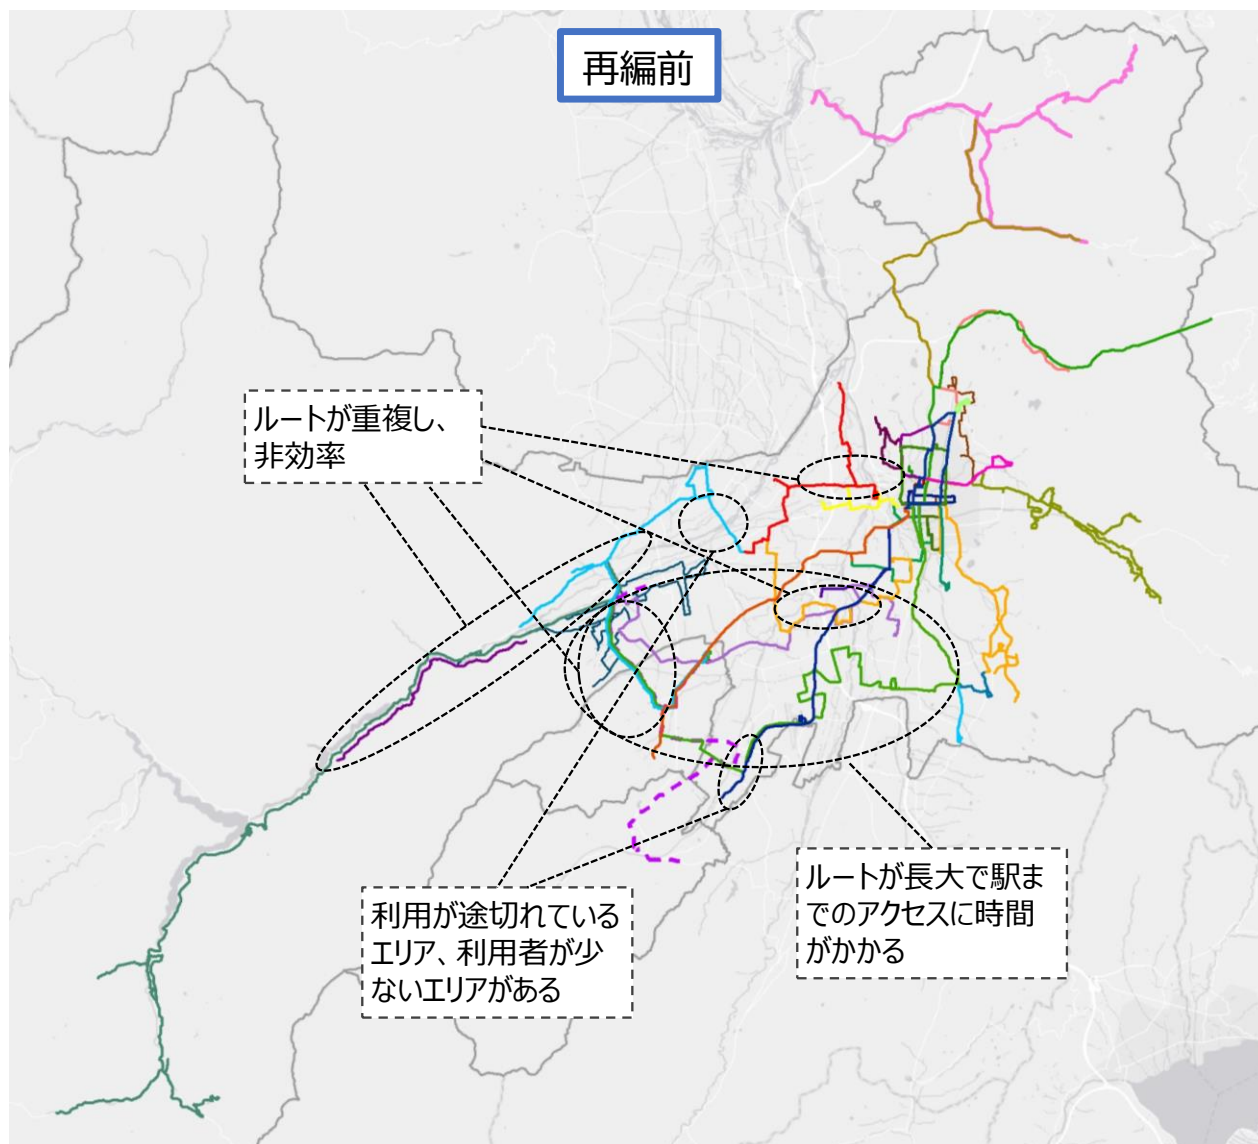 再編前
ルートが重複し、
非効率
利用が途切れている
エリア、利用者が少
ないエリアがある
ルートが長大で駅ま
でのアクセスに時間
がかかる